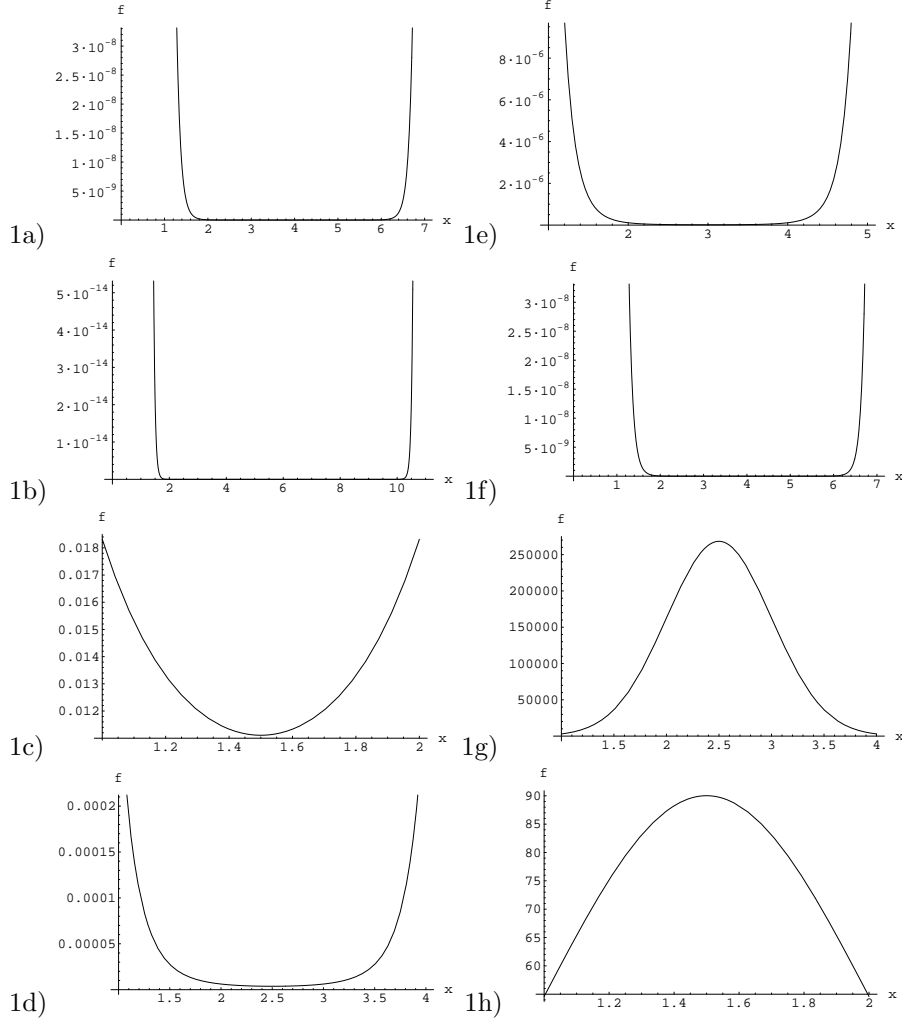 f
3·10⁻⁸
2.5·10⁻⁸
2·10⁻⁸
1.5·10⁻⁸
1·10⁻⁸
5·10⁻⁹
1 2 3 4 5 6 7 x
1a)
f
8·10⁻⁶
6·10⁻⁶
4·10⁻⁶
2·10⁻⁶
2 3 4 5 x
1e)
f
5·10⁻¹⁴
4·10⁻¹⁴
3·10⁻¹⁴
2·10⁻¹⁴
1·10⁻¹⁴
2 4 6 8 10 x
1b)
f
3·10⁻⁸
2.5·10⁻⁸
2·10⁻⁸
1.5·10⁻⁸
1·10⁻⁸
5·10⁻⁹
1 2 3 4 5 6 7 x
1f)
f
0.018
0.017
0.016
0.015
0.014
0.013
0.012
1.2 1.4 1.6 1.8 2 x
1c)
f
250000
200000
150000
100000
50000
1.5 2 2.5 3 3.5 4 x
1g)
f
0.0002
0.00015
0.0001
0.00005
1.5 2 2.5 3 3.5 4 x
1d)
f
90
85
80
75
70
65
60
1.2 1.4 1.6 1.8 2 x
1h)